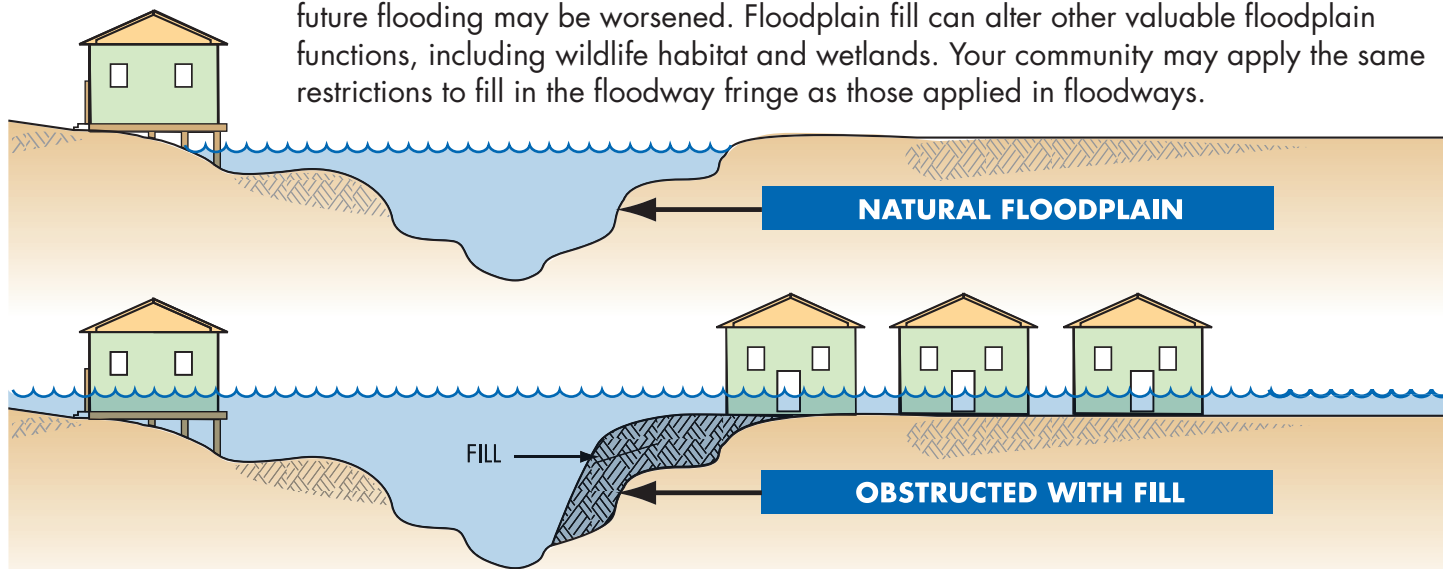 future flooding may be worsened. Floodplain fill can alter other valuable floodplain
functions, including wildlife habitat and wetlands. Your community may apply the same
restrictions to fill in the floodway fringe as those applied in floodways.
NATURAL FLOODPLAIN
FILL
OBSTRUCTED WITH FILL